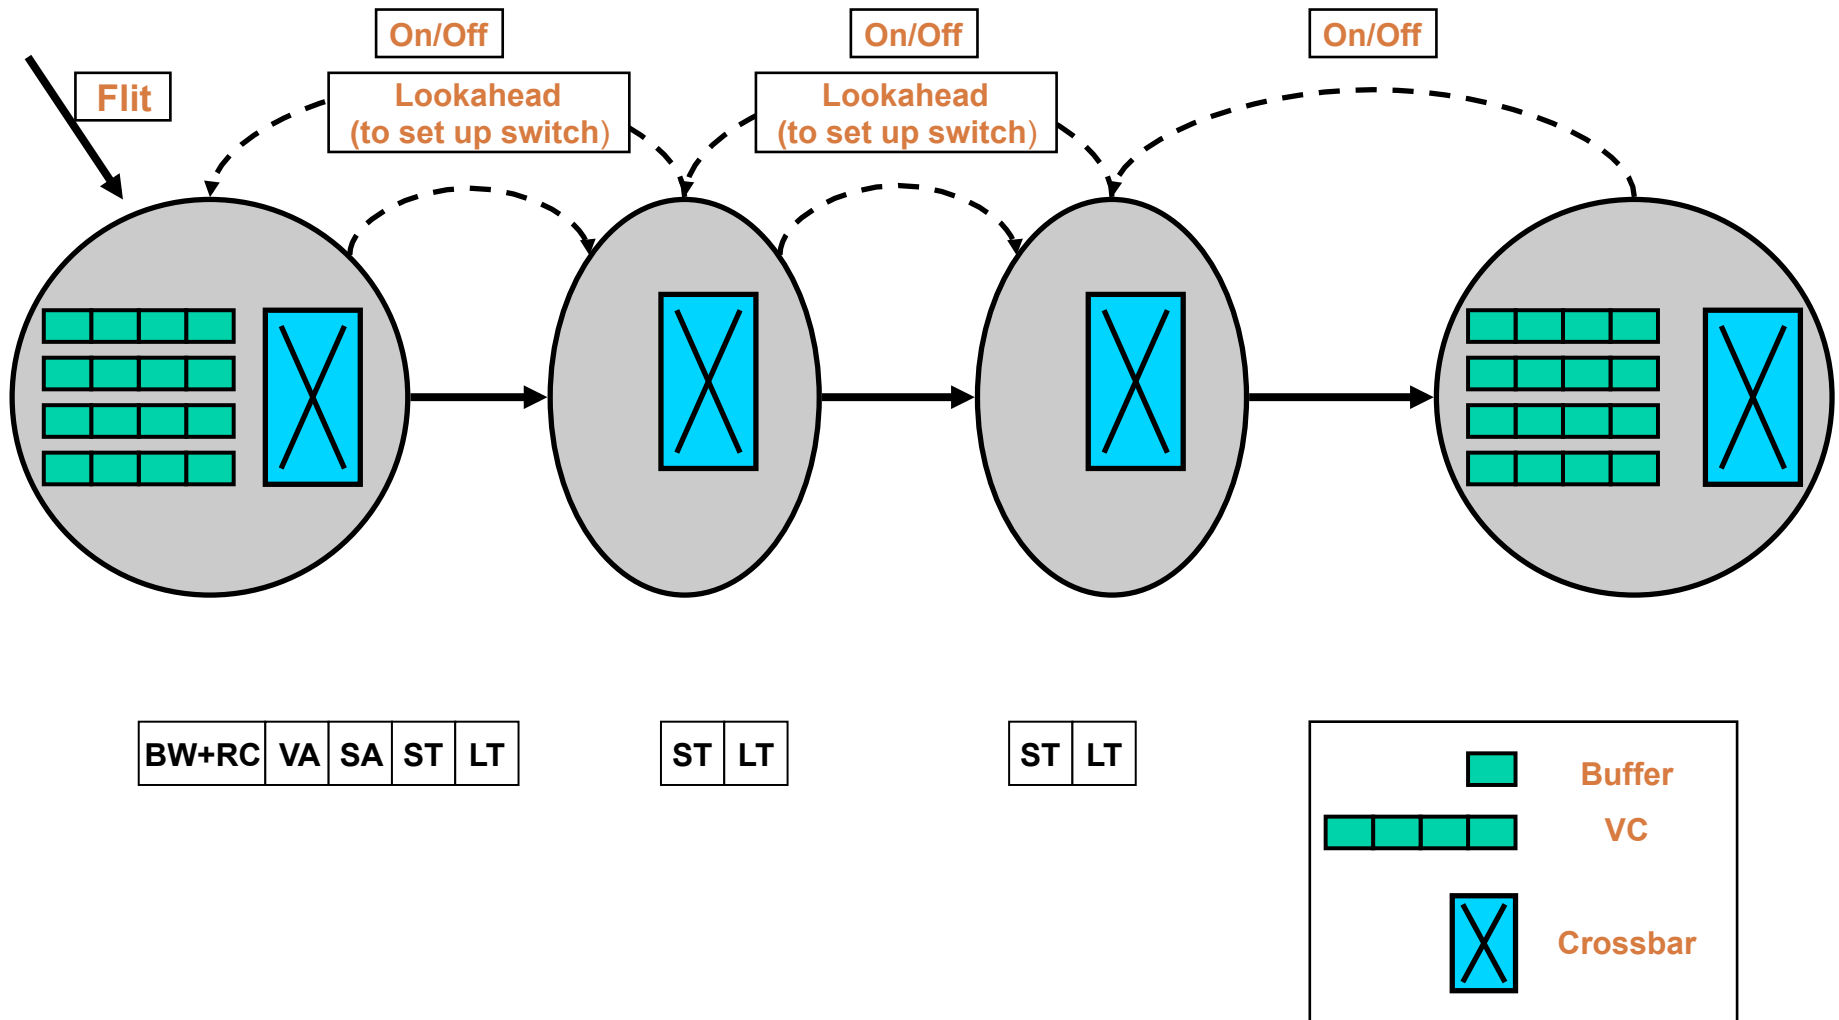 On/Off
On/Off
On/Off
Flit
Lookahead
(to set up switch)
Lookahead
(to set up switch)
BW+RC VA SA ST LT
ST LT
ST LT
Buffer
VC
Crossbar